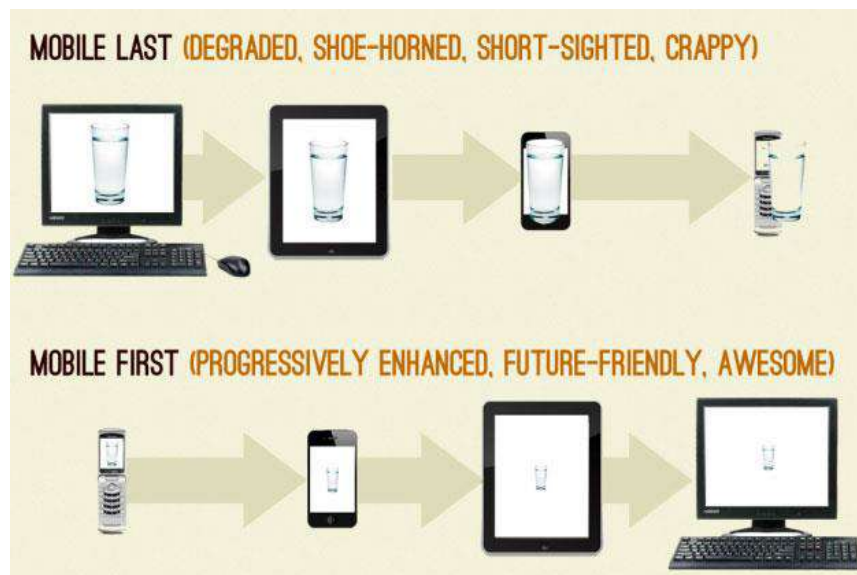 MOBILE LAST (DEGRADED, SHOE-HORNED, SHORT-SIGHTED, CRAPPY)
MOBILE FIRST (PROGRESSIVELY ENHANCED, FUTURE-FRIENDLY, AWESOME)